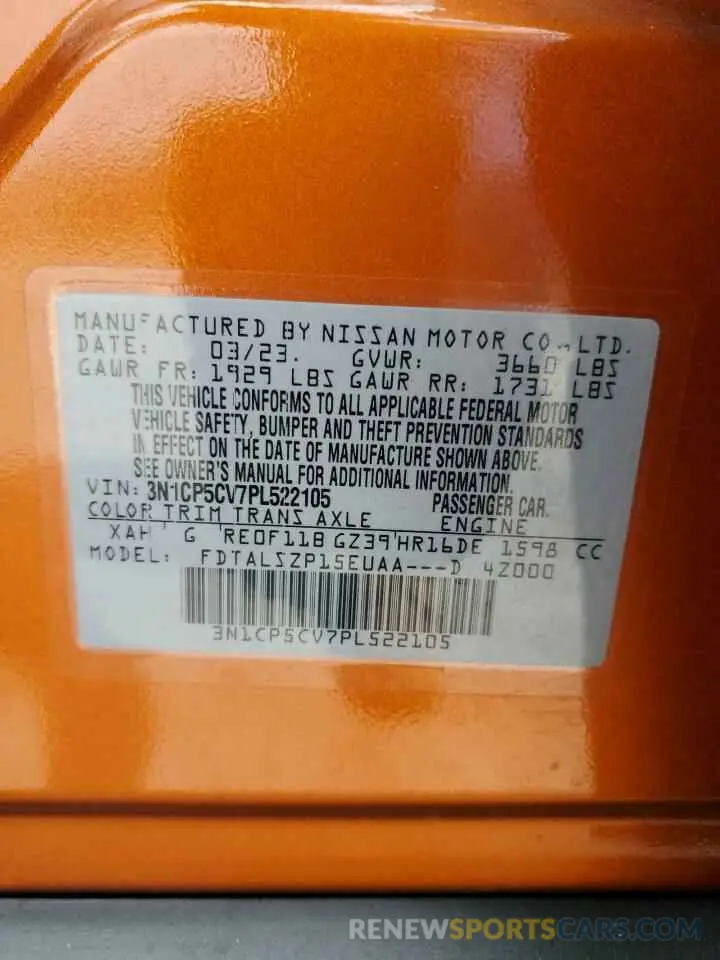 MANUFACTURED BY NISSAN MOTOR CO.,LTD.
DATE: 03/23. GVWR: 3660 LBS
GAWR FR: 1929 LBS GAWR RR: 1731 LBS
THIS VEHICLE CONFORMS TO ALL APPLICABLE FEDERAL MOTOR
VEHICLE SAFETY, BUMPER AND THEFT PREVENTION STANDARDS
IN EFFECT ON THE DATE OF MANUFACTURE SHOWN ABOVE.
SEE OWNER'S MANUAL FOR ADDITIONAL INFORMATION.
VIN: 3N1CP5CV7PL522105 PASSENGER CAR.
COLOR TRIM TRANS AXLE ENGINE
XAH G RE0F11B GZ39 HR16DE 1598 CC
MODEL: FDTALSZP15EUAA---D 4Z000
3N1CP5CV7PL522105
RENEWSPORTSCARS.COM